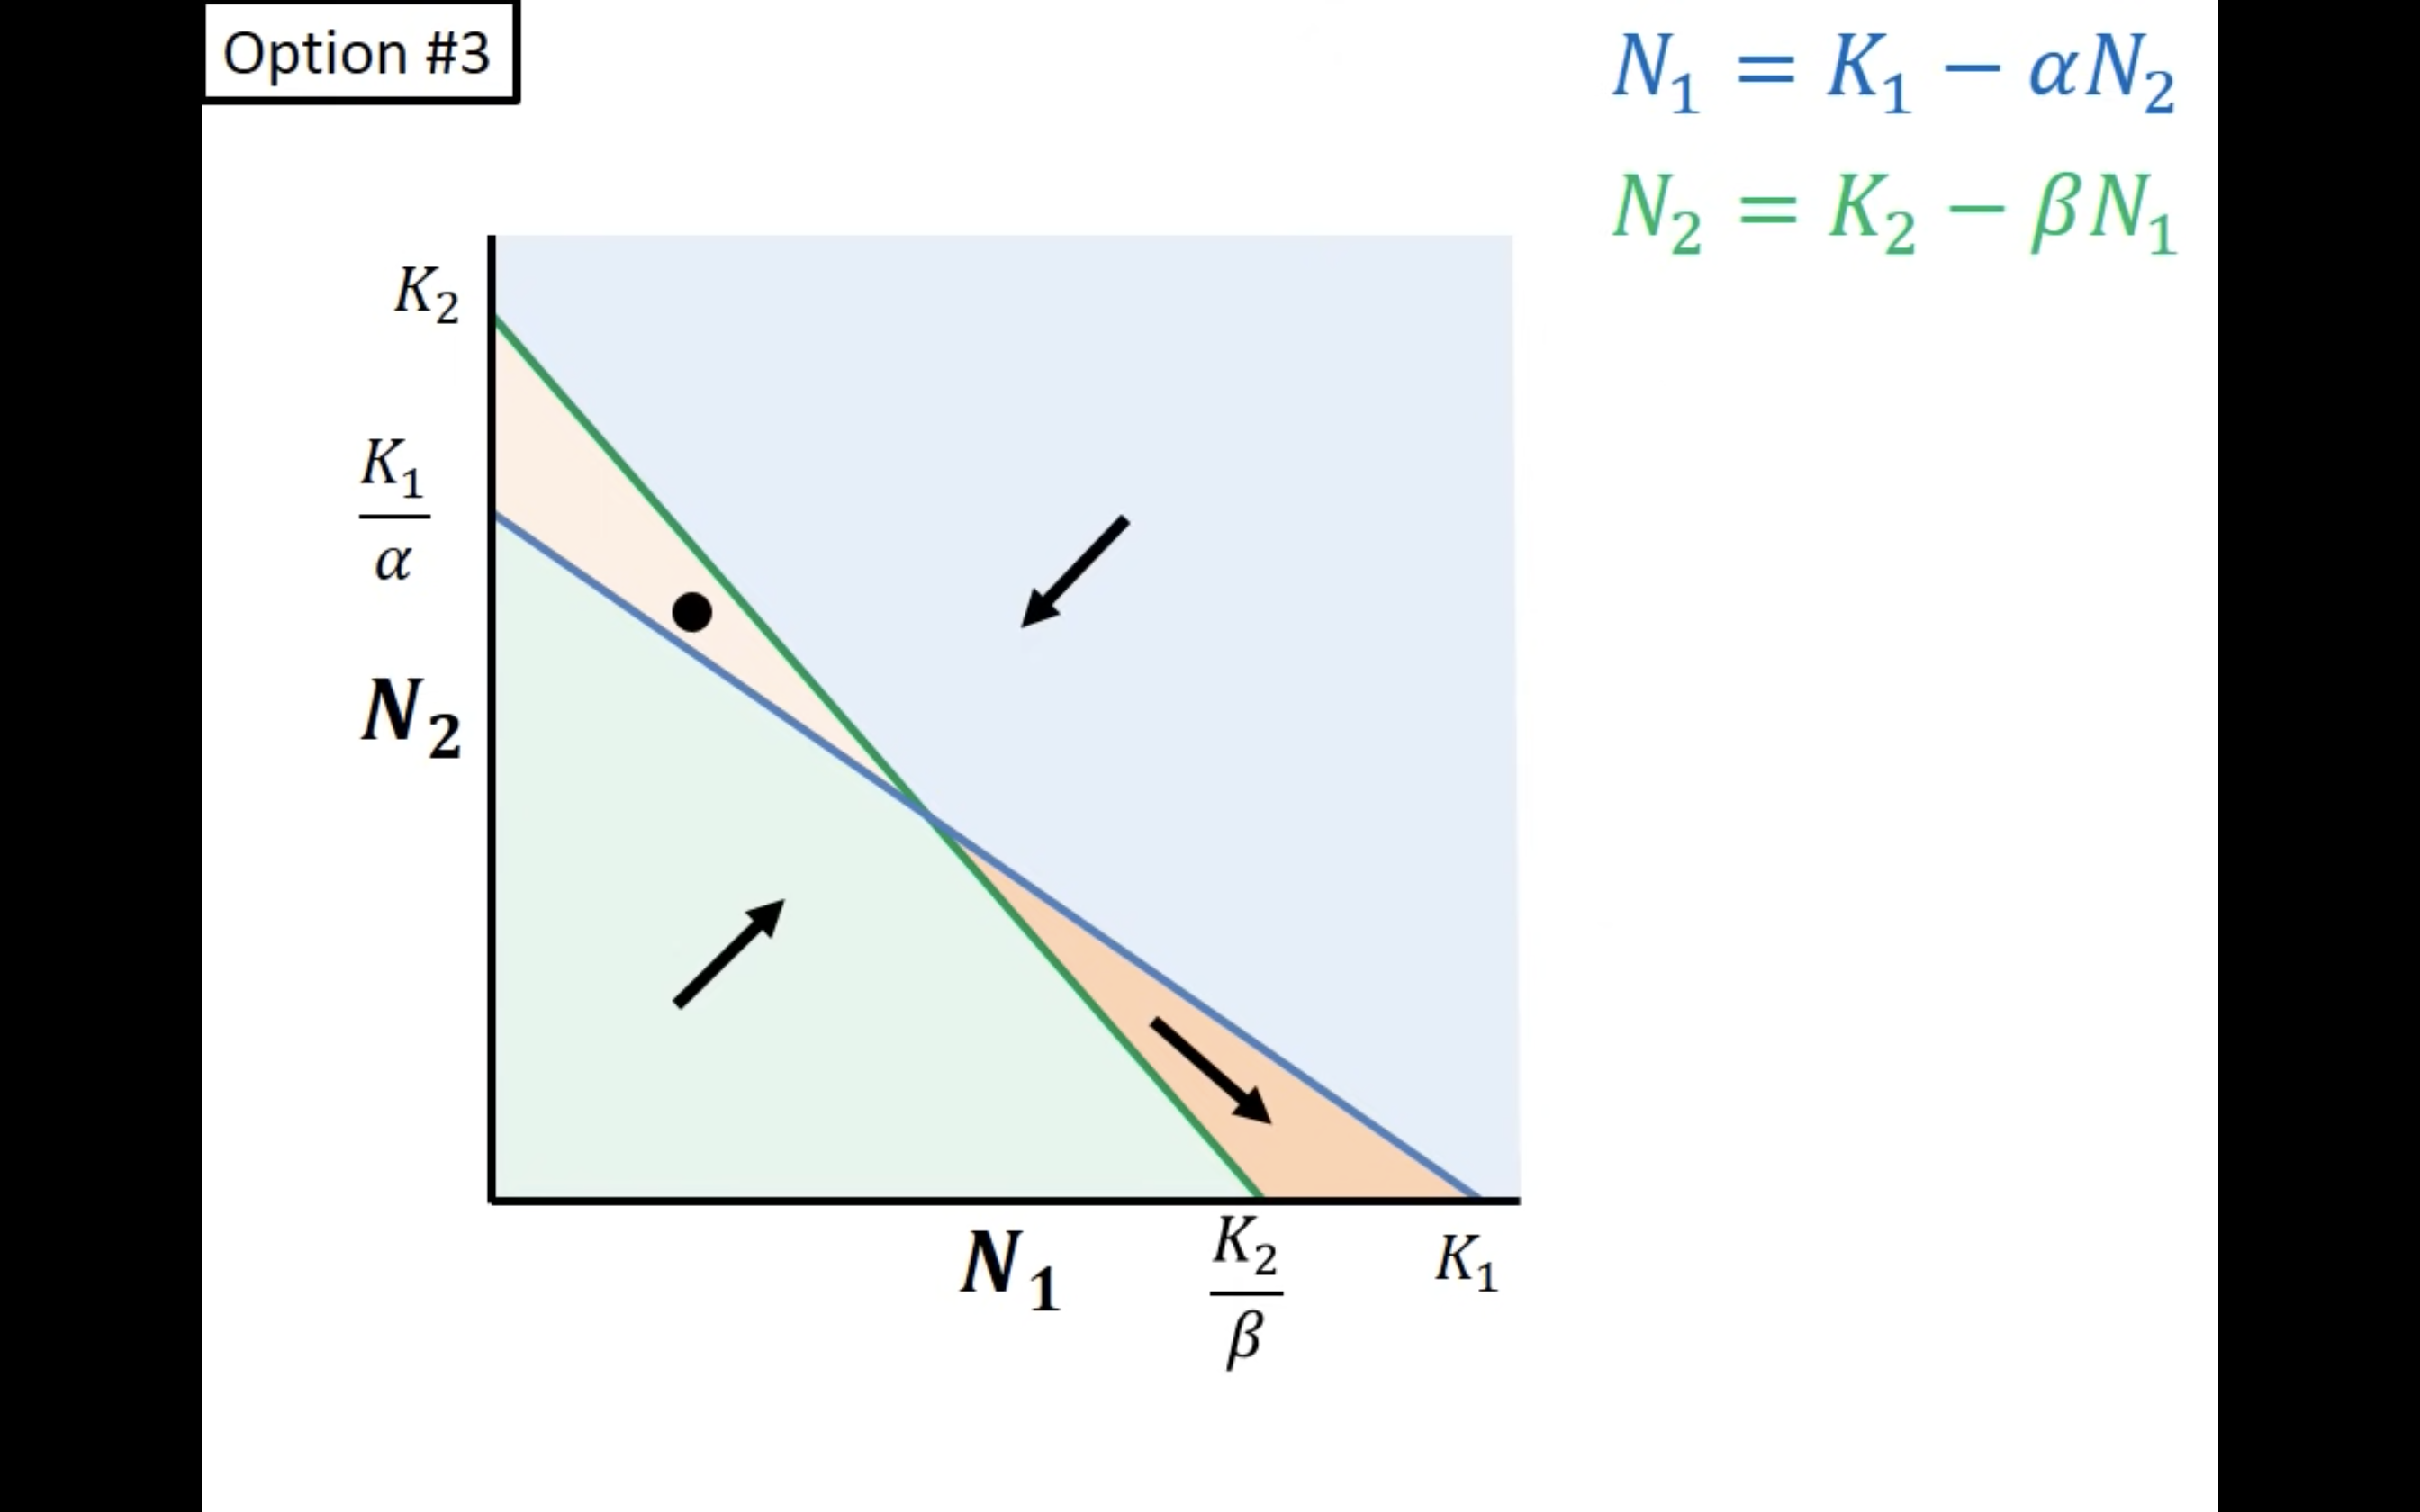 Option #3
N₁ = K₁ − αN₂
N₂ = K₂ − βN₁
K₂
K₁
α
N₂
N₁
K₂
β
K₁